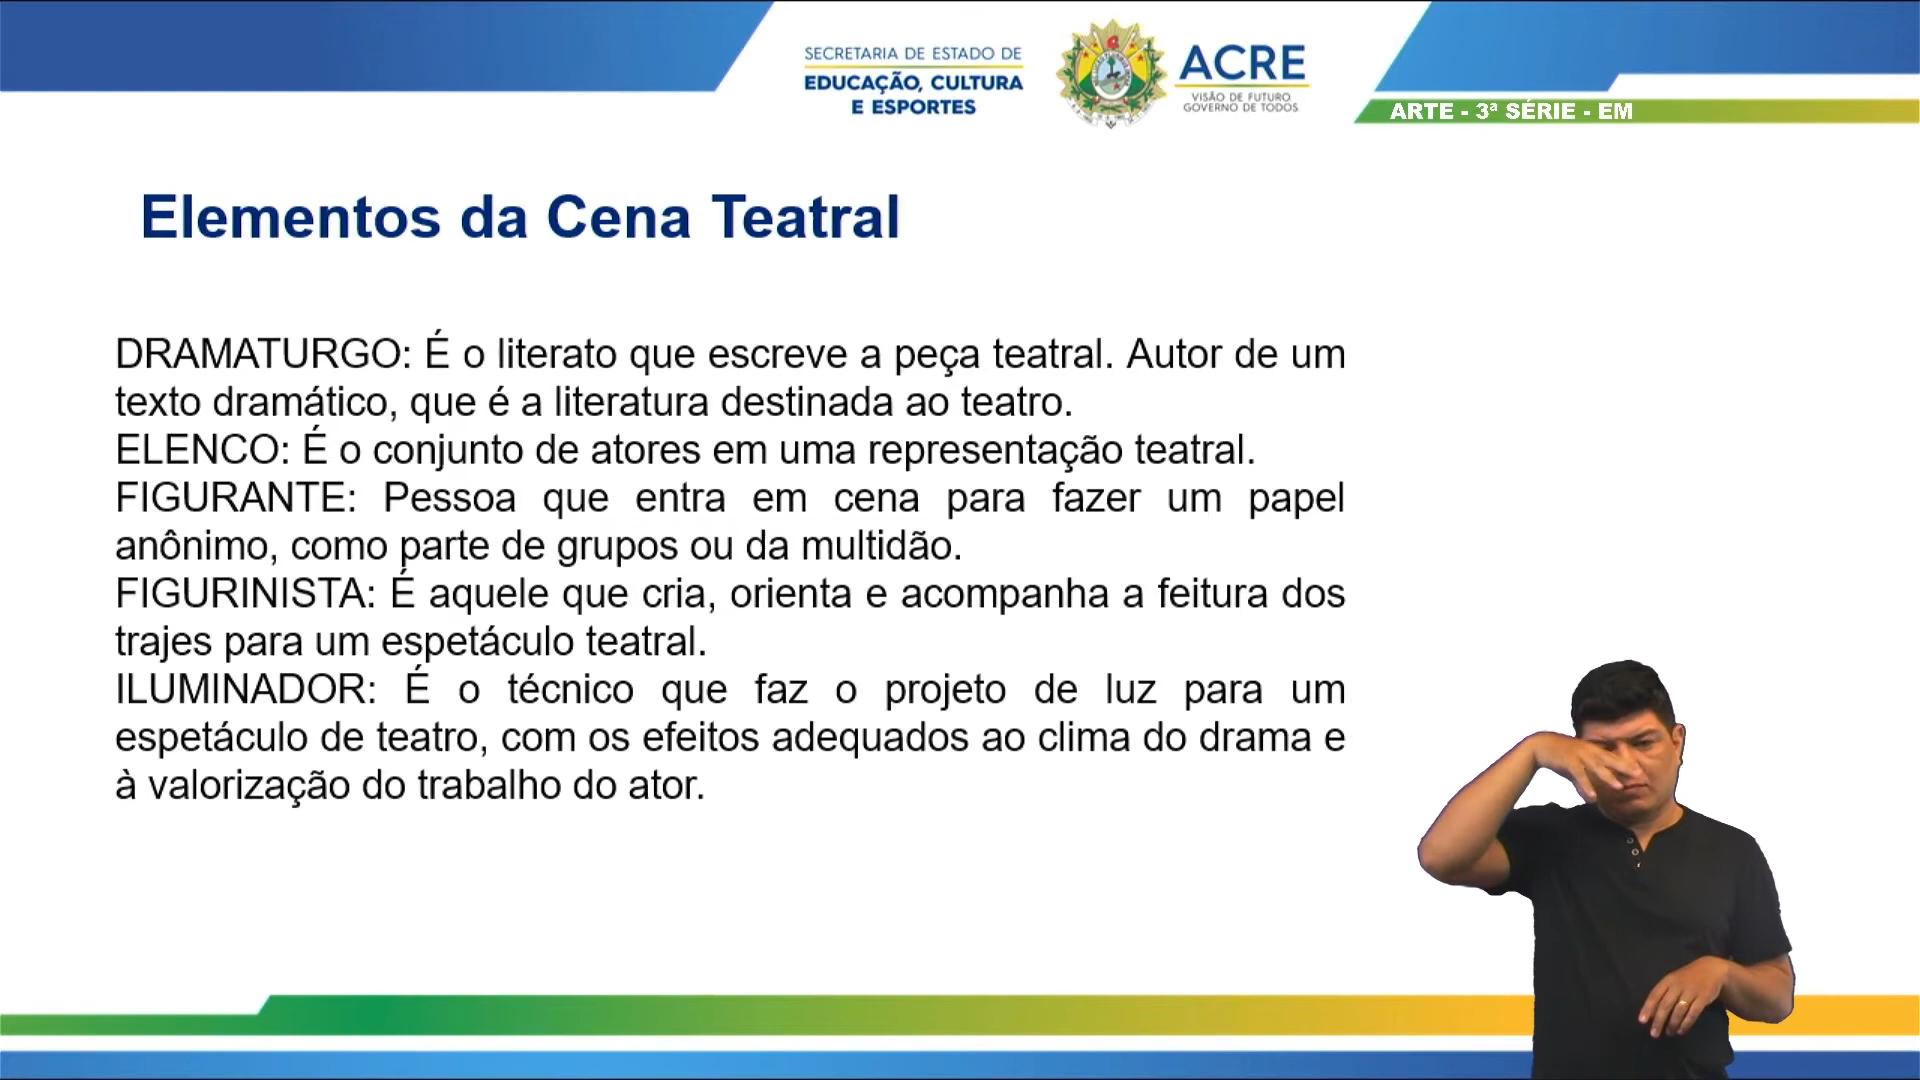 SECRETARIA DE ESTADO DE
EDUCAÇÃO, CULTURA
E ESPORTES
ACRE
VISÃO DE FUTURO
GOVERNO DE TODOS
ARTE - 3ª SÉRIE - EM
Elementos da Cena Teatral
DRAMATURGO: É o literato que escreve a peça teatral. Autor de um
texto dramático, que é a literatura destinada ao teatro.
ELENCO: É o conjunto de atores em uma representação teatral.
FIGURANTE: Pessoa que entra em cena para fazer um papel
anônimo, como parte de grupos ou da multidão.
FIGURINISTA: É aquele que cria, orienta e acompanha a feitura dos
trajes para um espetáculo teatral.
ILUMINADOR: É o técnico que faz o projeto de luz para um
espetáculo de teatro, com os efeitos adequados ao clima do drama e
à valorização do trabalho do ator.